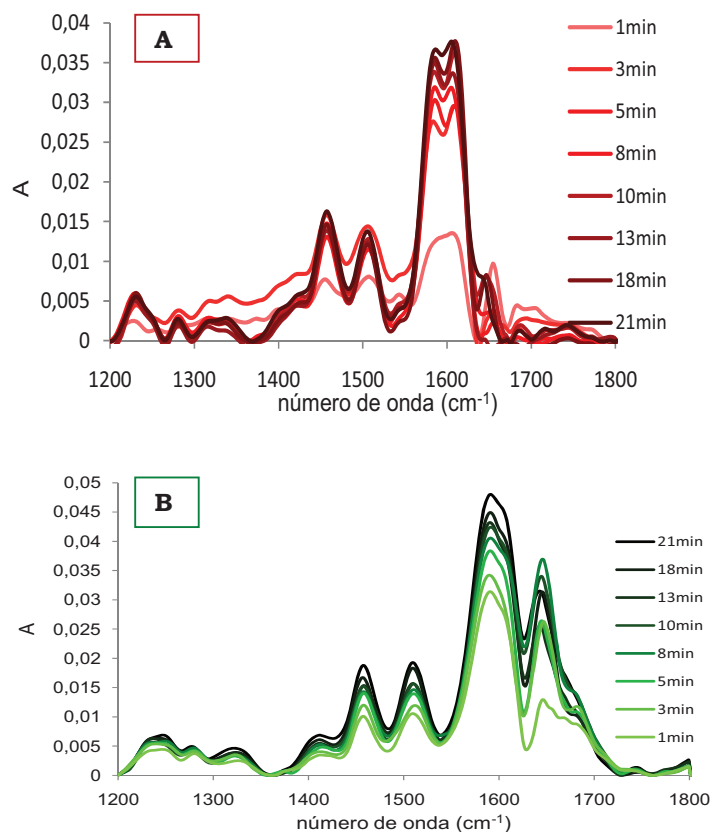 A
0,04
0,035
0,03
0,025
0,02
0,015
0,01
0,005
0
A
1200 1300 1400 1500 1600 1700 1800
número de onda (cm-1)
1min
3min
5min
8min
10min
13min
18min
21min
B
0,05
0,045
0,04
0,035
0,03
0,025
0,02
0,015
0,01
0,005
0
A
1200 1300 1400 1500 1600 1700 1800
número de onda (cm-1)
21min
18min
13min
10min
8min
5min
3min
1min